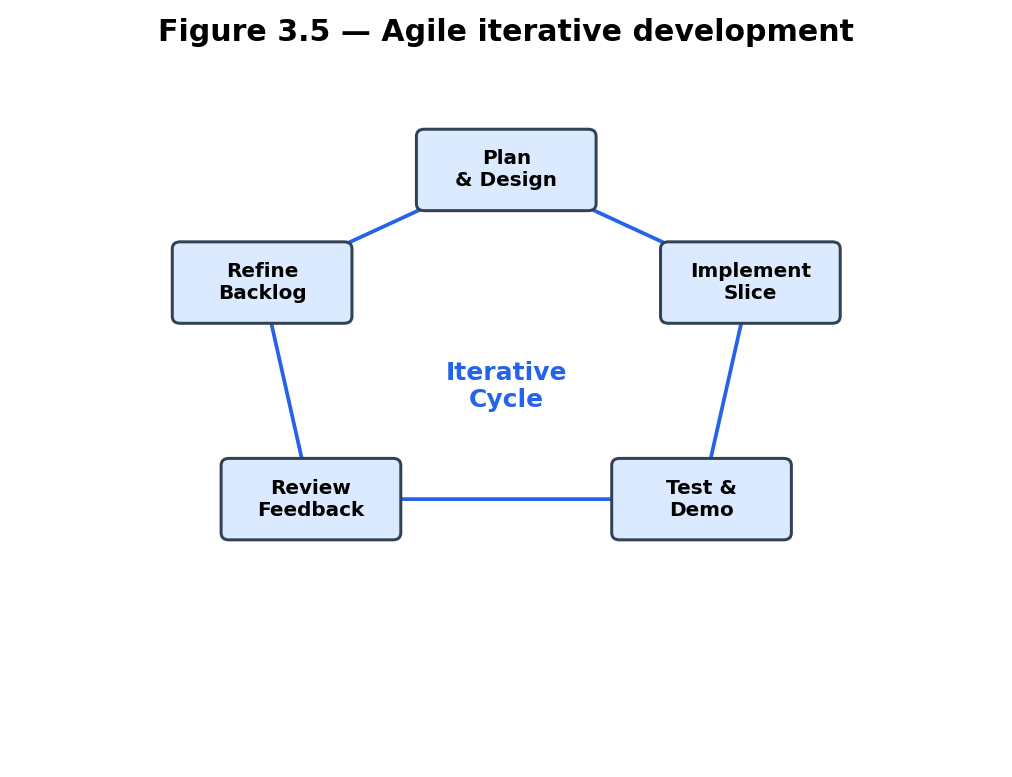 Figure 3.5 — Agile iterative development
Plan
& Design
Refine
Backlog
Implement
Slice
Iterative
Cycle
Review
Feedback
Test &
Demo